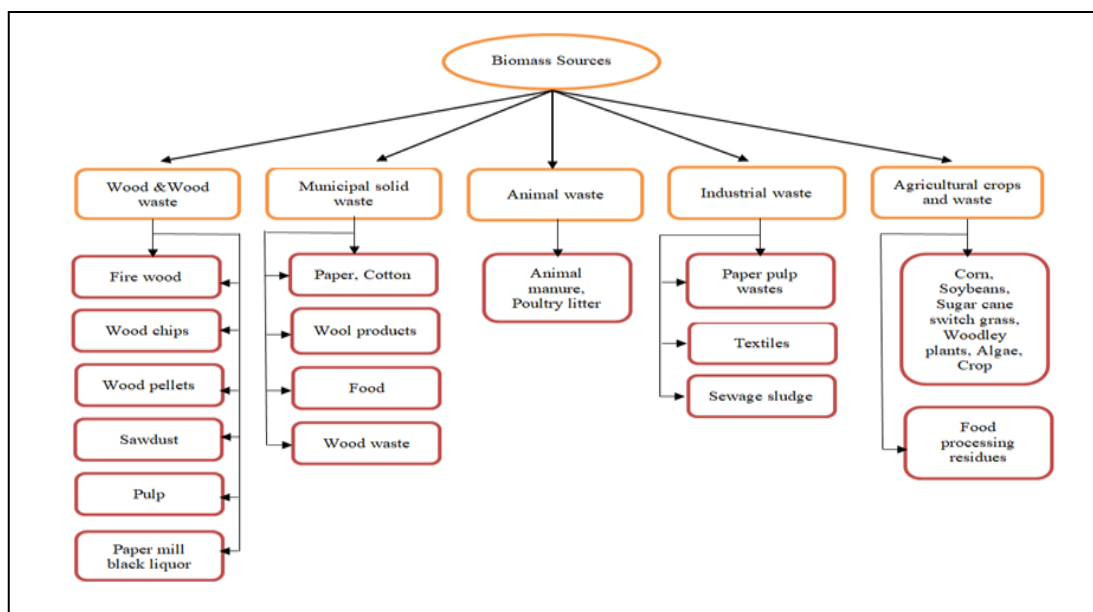 Biomass Sources
Wood &Wood
waste
Municipal solid
waste
Animal waste
Industrial waste
Agricultural crops
and waste
Fire wood
Wood chips
Wood pellets
Sawdust
Pulp
Paper mill
black liquor
Paper, Cotton
Wool products
Food
Wood waste
Animal
manure,
Poultry litter
Paper pulp
wastes
Textiles
Sewage sludge
Corn,
Soybeans,
Sugar cane
switch grass,
Woodley
plants, Algae,
Crop
Food
processing
residues